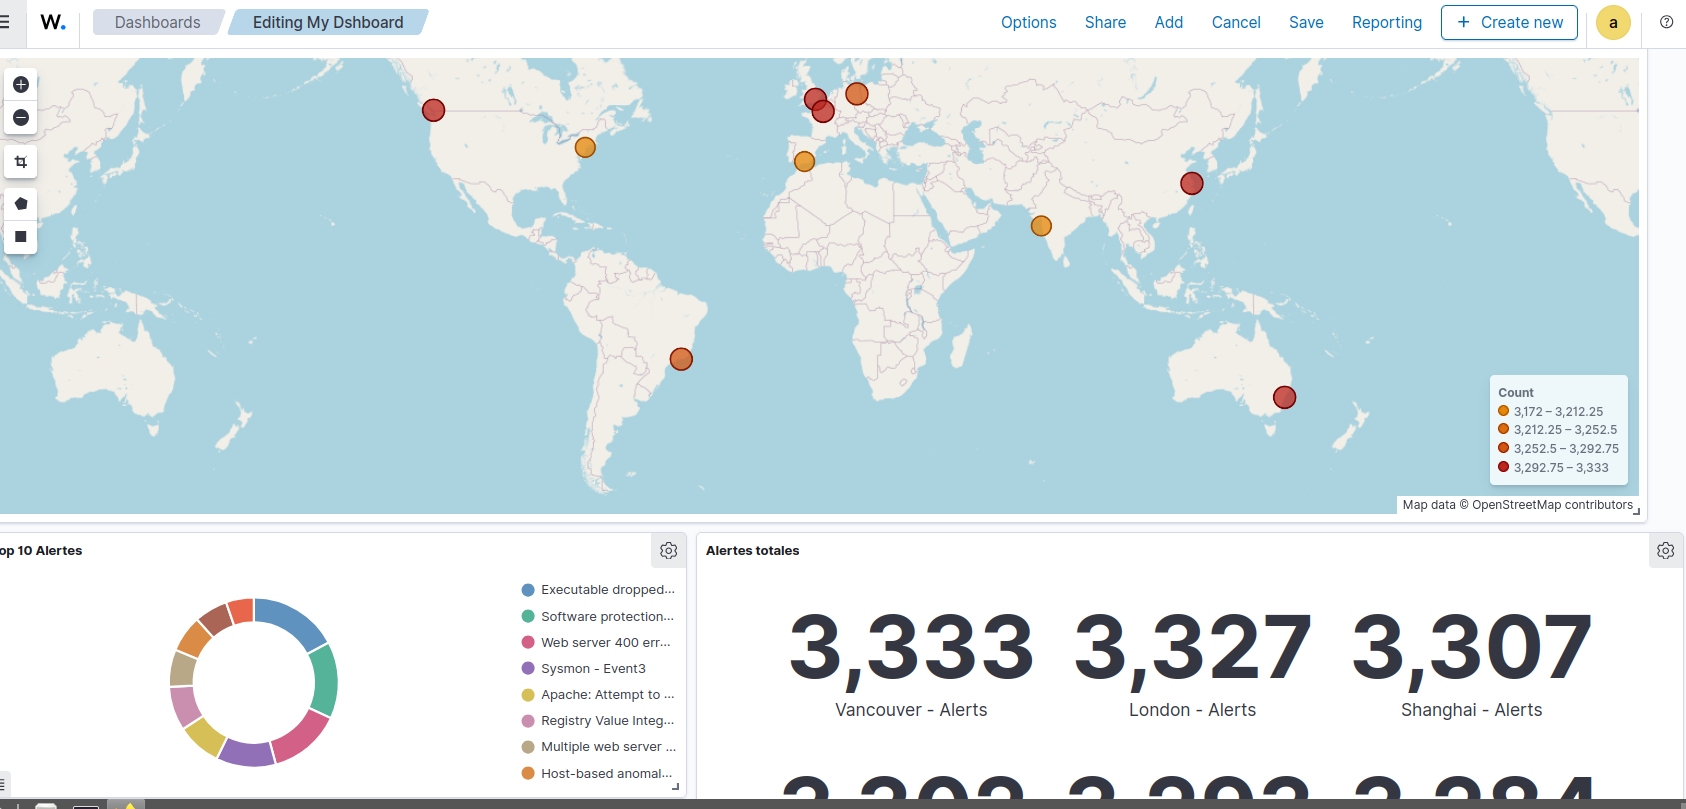 W.
Dashboards
Editing My Dshboard
Options
Share
Add
Cancel
Save
Reporting
+ Create new
a
Count
3,172 – 3,212.25
3,212.25 – 3,252.5
3,252.5 – 3,292.75
3,292.75 – 3,333
Map data © OpenStreetMap contributors
op 10 Alertes
Executable dropped...
Software protection...
Web server 400 err...
Sysmon - Event3
Apache: Attempt to ...
Registry Value Integ...
Multiple web server ...
Host-based anomal...
Alertes totales
3,333 3,327 3,307
Vancouver - Alerts London - Alerts Shanghai - Alerts